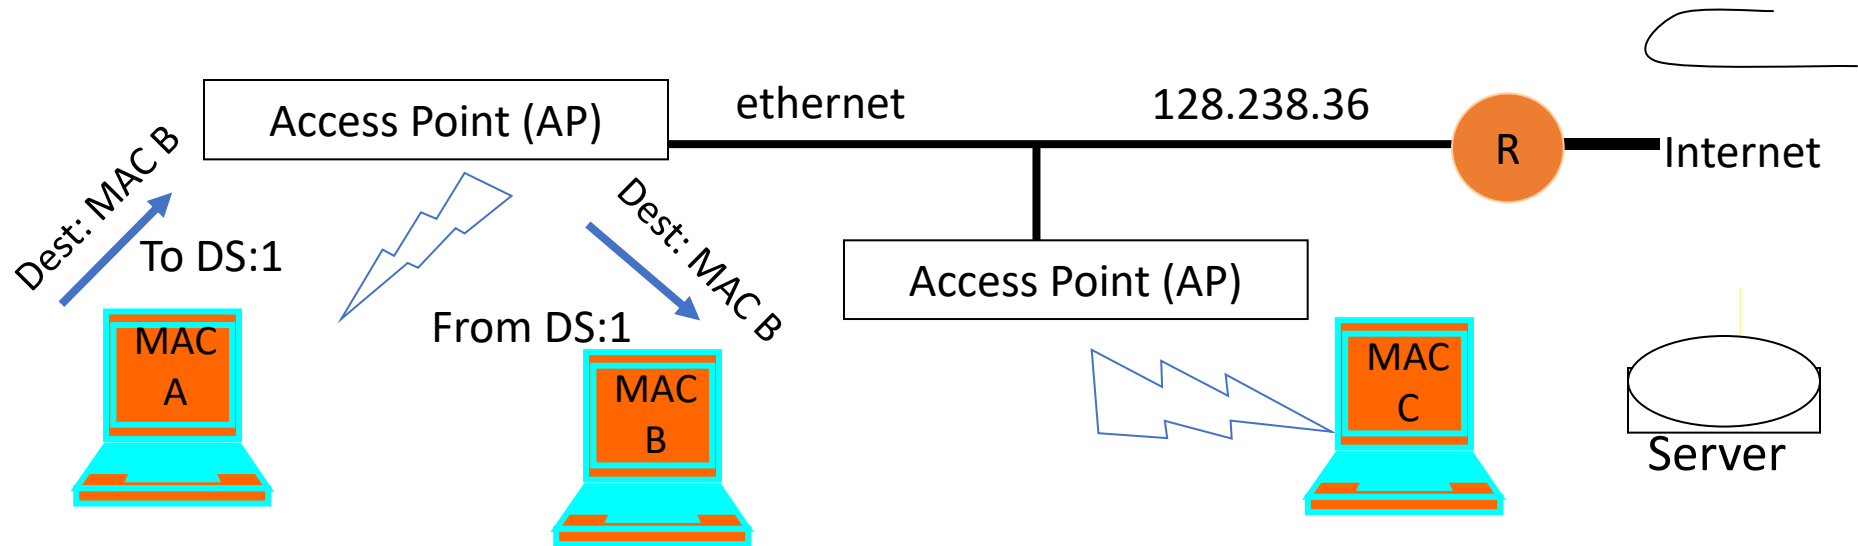 Access Point (AP)
ethernet
128.238.36
R
Internet
Dest: MAC B
To DS:1
Dest: MAC B
From DS:1
Access Point (AP)
MAC
A
MAC
B
MAC
C
Server